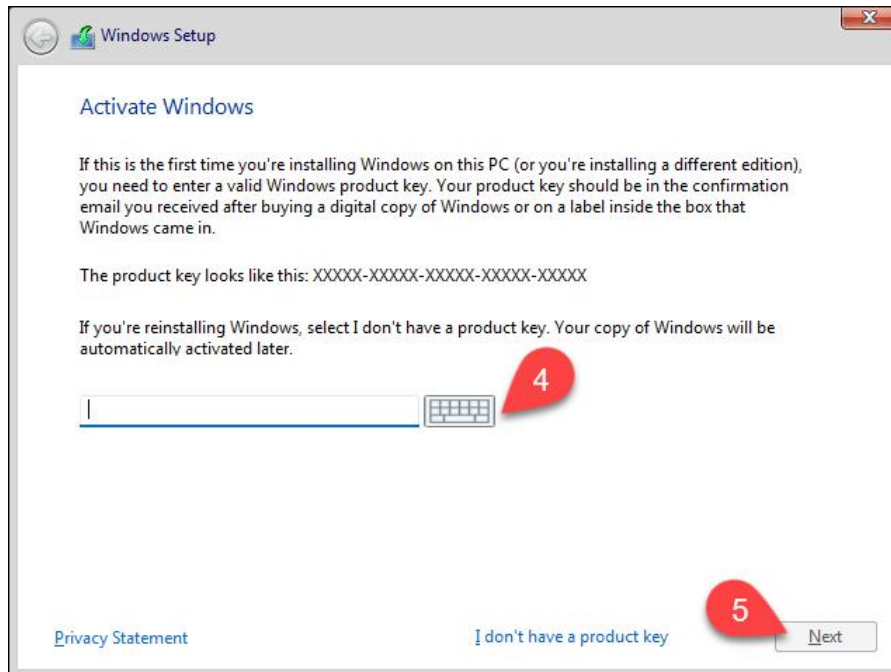 Windows Setup
Activate Windows
If this is the first time you're installing Windows on this PC (or you're installing a different edition),
you need to enter a valid Windows product key. Your product key should be in the confirmation
email you received after buying a digital copy of Windows or on a label inside the box that
Windows came in.
The product key looks like this: XXXXX-XXXXX-XXXXX-XXXXX-XXXXX
If you're reinstalling Windows, select I don't have a product key. Your copy of Windows will be
automatically activated later.
4
5
Privacy Statement
I don't have a product key
Next